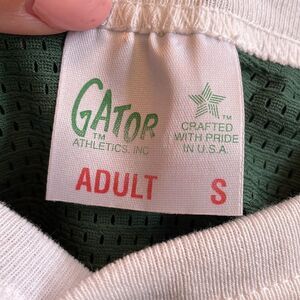 GATOR
TM
ATHLETICS, INC
TM
CRAFTED
WITH PRIDE
IN U.S.A.
ADULT S